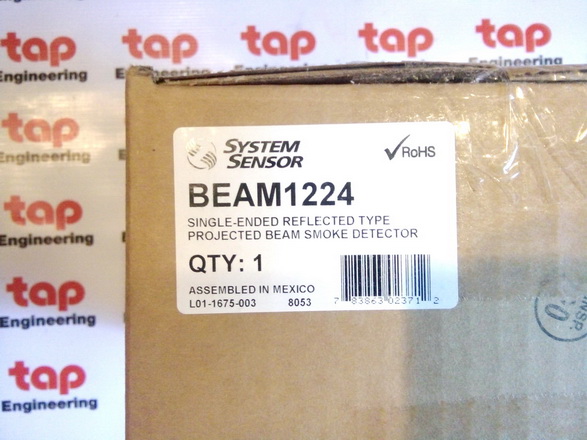 tap
Engineering
tap
Engineering
tap
Engineering
tap
Engineering
SYSTEM
SENSOR
RoHS
BEAM1224
SINGLE-ENDED REFLECTED TYPE
PROJECTED BEAM SMOKE DETECTOR
QTY: 1
ASSEMBLED IN MEXICO
L01-1675-003 8053
7 83863 02371 2
tap
Engineering
tap
Engineering
tap
Engineering
tap
Engineering